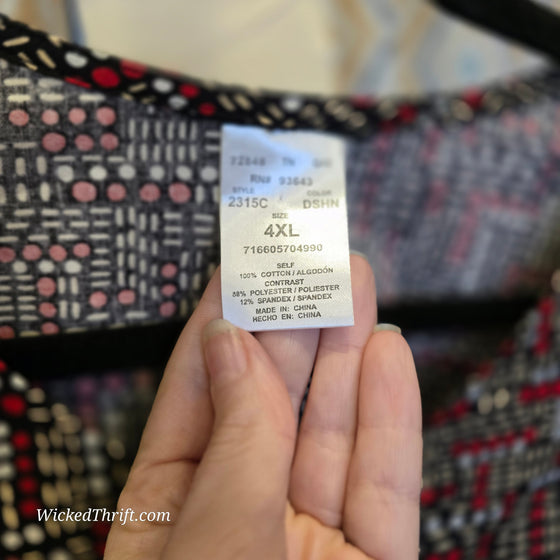 RN# 93643
STYLE COLOR
2315C DSHN
SIZE
4XL
716605704990
SELF
100% COTTON / ALGODÓN
CONTRAST
88% POLYESTER / POLIESTER
12% SPANDEX / SPANDEX
MADE IN: CHINA
HECHO EN: CHINA
WickedThrift.com